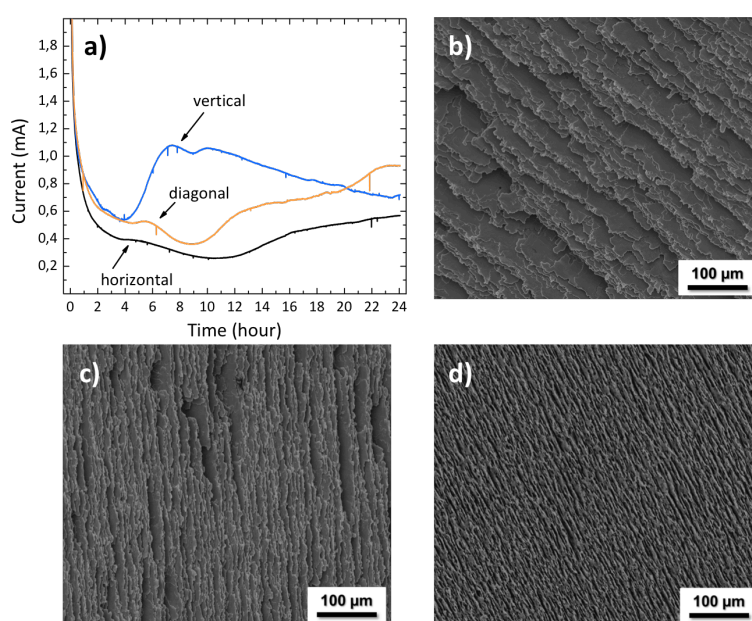 a)
1,8
1,6
1,4
1,2
1,0
0,8
0,6
0,4
0,2
Current (mA)
vertical
diagonal
horizontal
0 2 4 6 8 10 12 14 16 18 20 22 24
Time (hour)
b)
100 µm
c)
100 µm
d)
100 µm